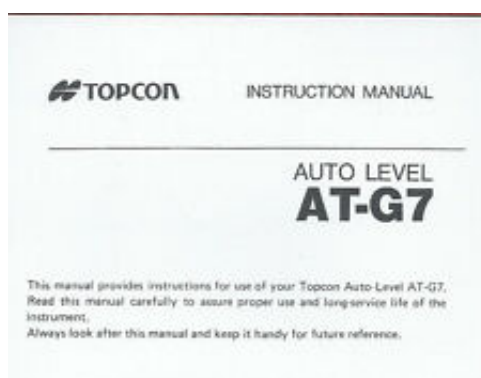 TOPCON INSTRUCTION MANUAL
AUTO LEVEL
AT-G7
This manual provides instructions for use of your Topcon Auto-Level AT-G7.
Read this manual carefully to assure proper use and long-service life of the
instrument.
Always look after this manual and keep it handy for future reference.